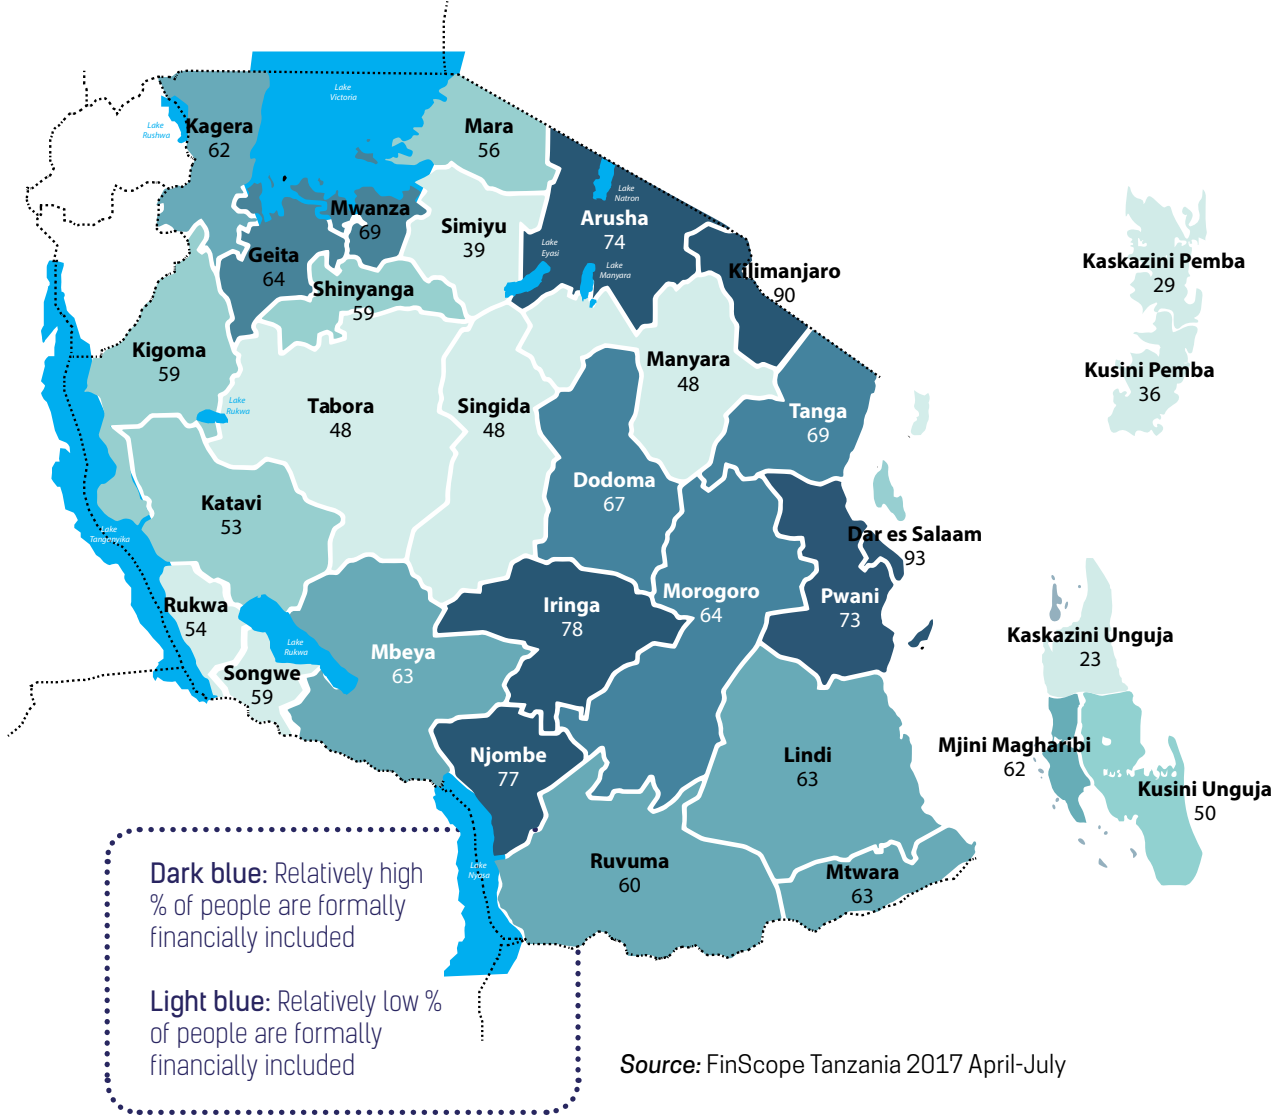 Lake
Victoria
Lake
Rushwa
Kagera
62
Mara
56
Lake
Natron
Mwanza
69
Simiyu
39
Arusha
74
Geita
64
Lake
Eyasi
Lake
Manyara
Kilimanjaro
90
Shinyanga
59
Kaskazini Pemba
29
Kigoma
59
Manyara
48
Kusini Pemba
36
Lake
Rukwa
Tabora
48
Singida
48
Tanga
69
Dodoma
67
Katavi
53
Lake
Tanganyika
Dar es Salaam
93
Rukwa
54
Iringa
78
Morogoro
64
Pwani
73
Lake
Rukwa
Mbeya
63
Kaskazini Unguja
23
Songwe
59
Njombe
77
Lindi
63
Mjini Magharibi
62
Kusini Unguja
50
Lake
Nyasa
Ruvuma
60
Mtwara
63
Dark blue: Relatively high
% of people are formally
financially included
Light blue: Relatively low %
of people are formally
financially included
Source: FinScope Tanzania 2017 April-July